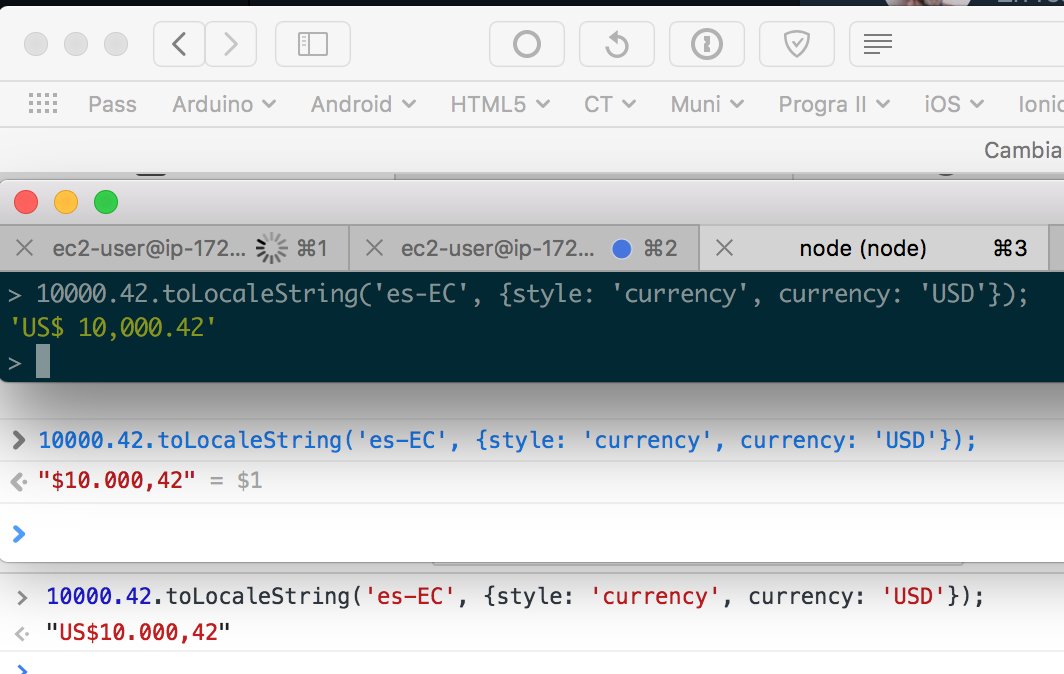 Pass Arduino Android HTML5 CT Muni Progra II iOS Ionic
Cambia
ec2-user@ip-172... ⌘1 ec2-user@ip-172... ⌘2 node (node) ⌘3
> 10000.42.toLocaleString('es-EC', {style: 'currency', currency: 'USD'});
'US$ 10,000.42'
>
> 10000.42.toLocaleString('es-EC', {style: 'currency', currency: 'USD'});
"$10.000,42" = $1
> 10000.42.toLocaleString('es-EC', {style: 'currency', currency: 'USD'});
"US$10.000,42"